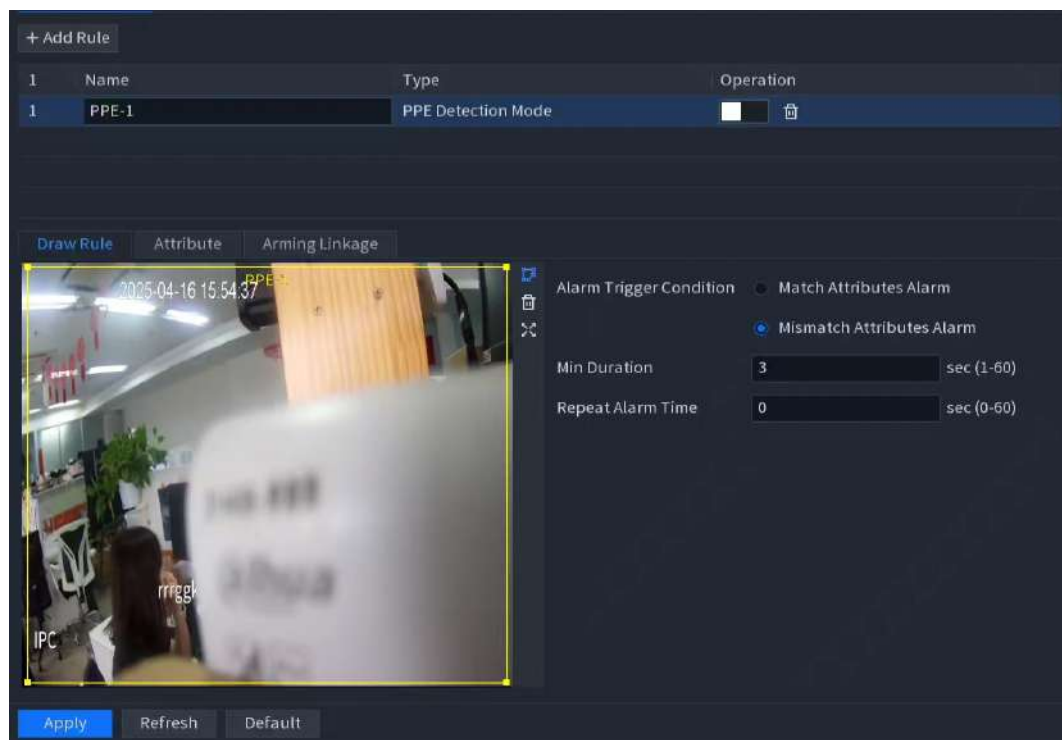 + Add Rule
1 Name Type Operation
1 PPE-1 PPE Detection Mode
Draw Rule Attribute Arming Linkage
2025-04-16 15:54:37
Alarm Trigger Condition Match Attributes Alarm
Mismatch Attributes Alarm
Min Duration 3 sec (1-60)
Repeat Alarm Time 0 sec (0-60)
IPC
Apply Refresh Default